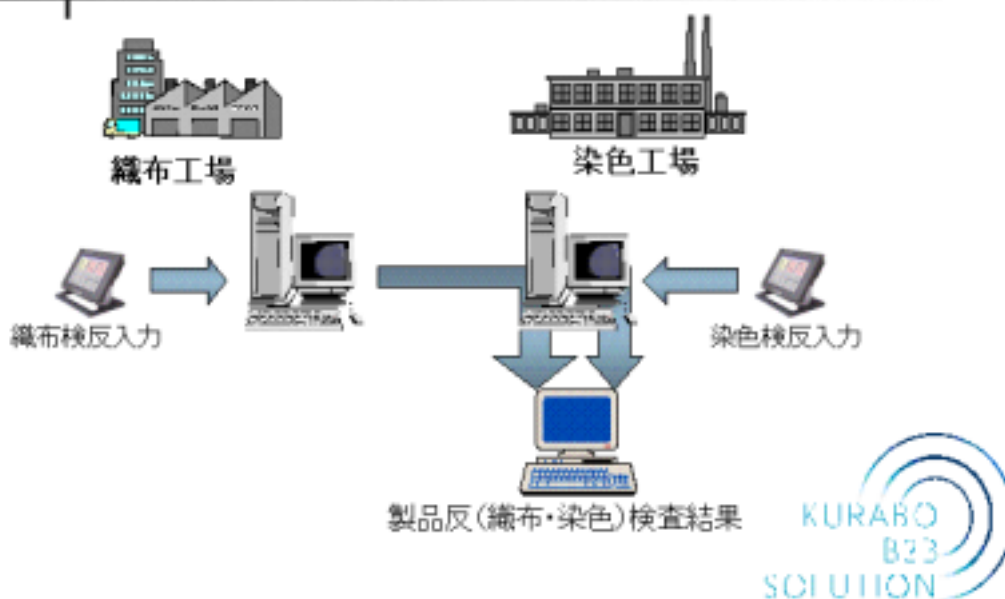 織布工場
染色工場
織布検反入力
染色検反入力
製品反(織布・染色)検査結果
KURABO
B23
SOLUTION